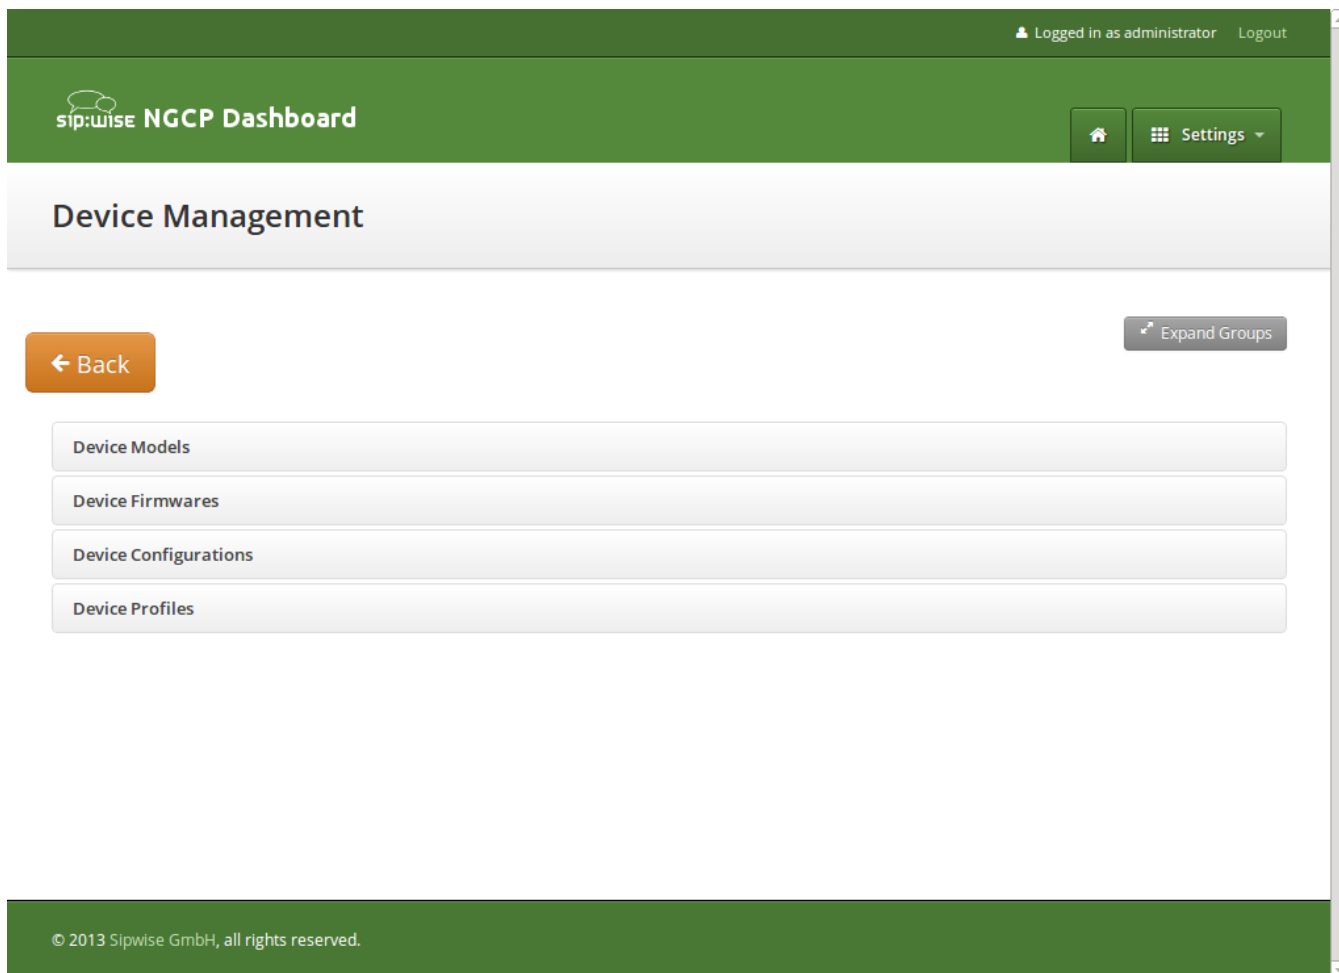 Logged in as administrator Logout
sip:wise NGCP Dashboard
Settings
Device Management
Expand Groups
Back
Device Models
Device Firmwares
Device Configurations
Device Profiles
© 2013 Sipwise GmbH, all rights reserved.